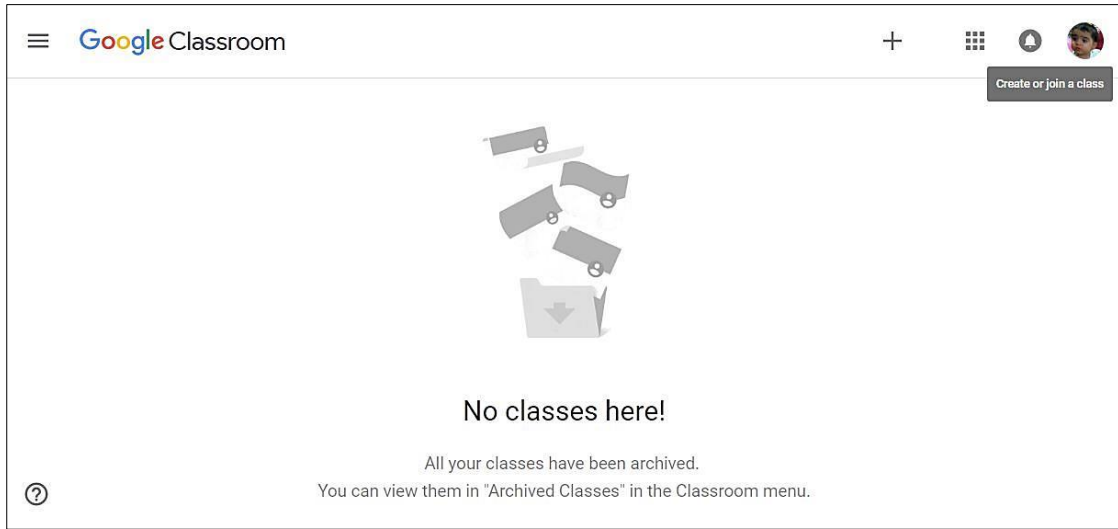 Google Classroom
Create or join a class
No classes here!
All your classes have been archived.
You can view them in "Archived Classes" in the Classroom menu.